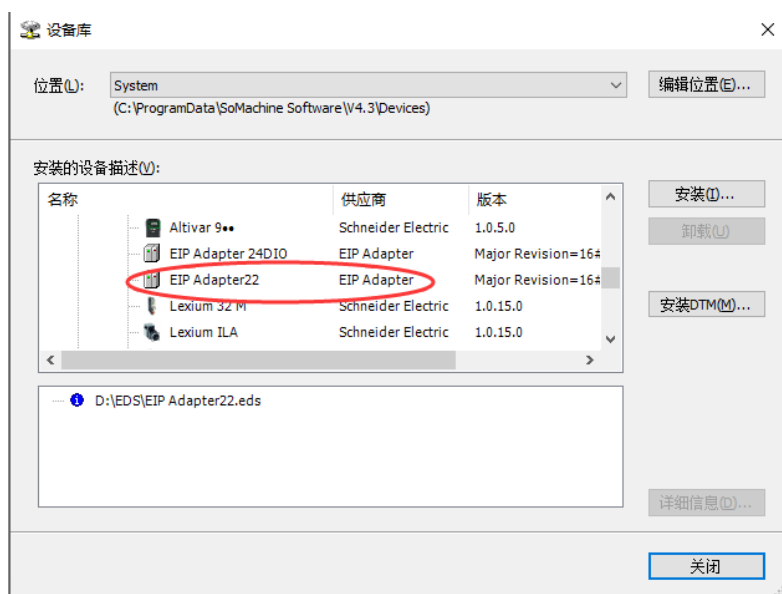 设备库
位置(L): System 编辑位置(E)...
(C:\ProgramData\SoMachine Software\V4.3\Devices)
安装的设备描述(V):
名称 供应商 版本 安装(I)...
Altivar 9•• Schneider Electric 1.0.5.0 卸载(U)
EIP Adapter 24DIO EIP Adapter Major Revision=16#
EIP Adapter22 EIP Adapter Major Revision=16#
Lexium 32 M Schneider Electric 1.0.15.0 安装DTM(M)...
Lexium ILA Schneider Electric 1.0.15.0
D:\EDS\EIP Adapter22.eds
详细信息(D)...
关闭